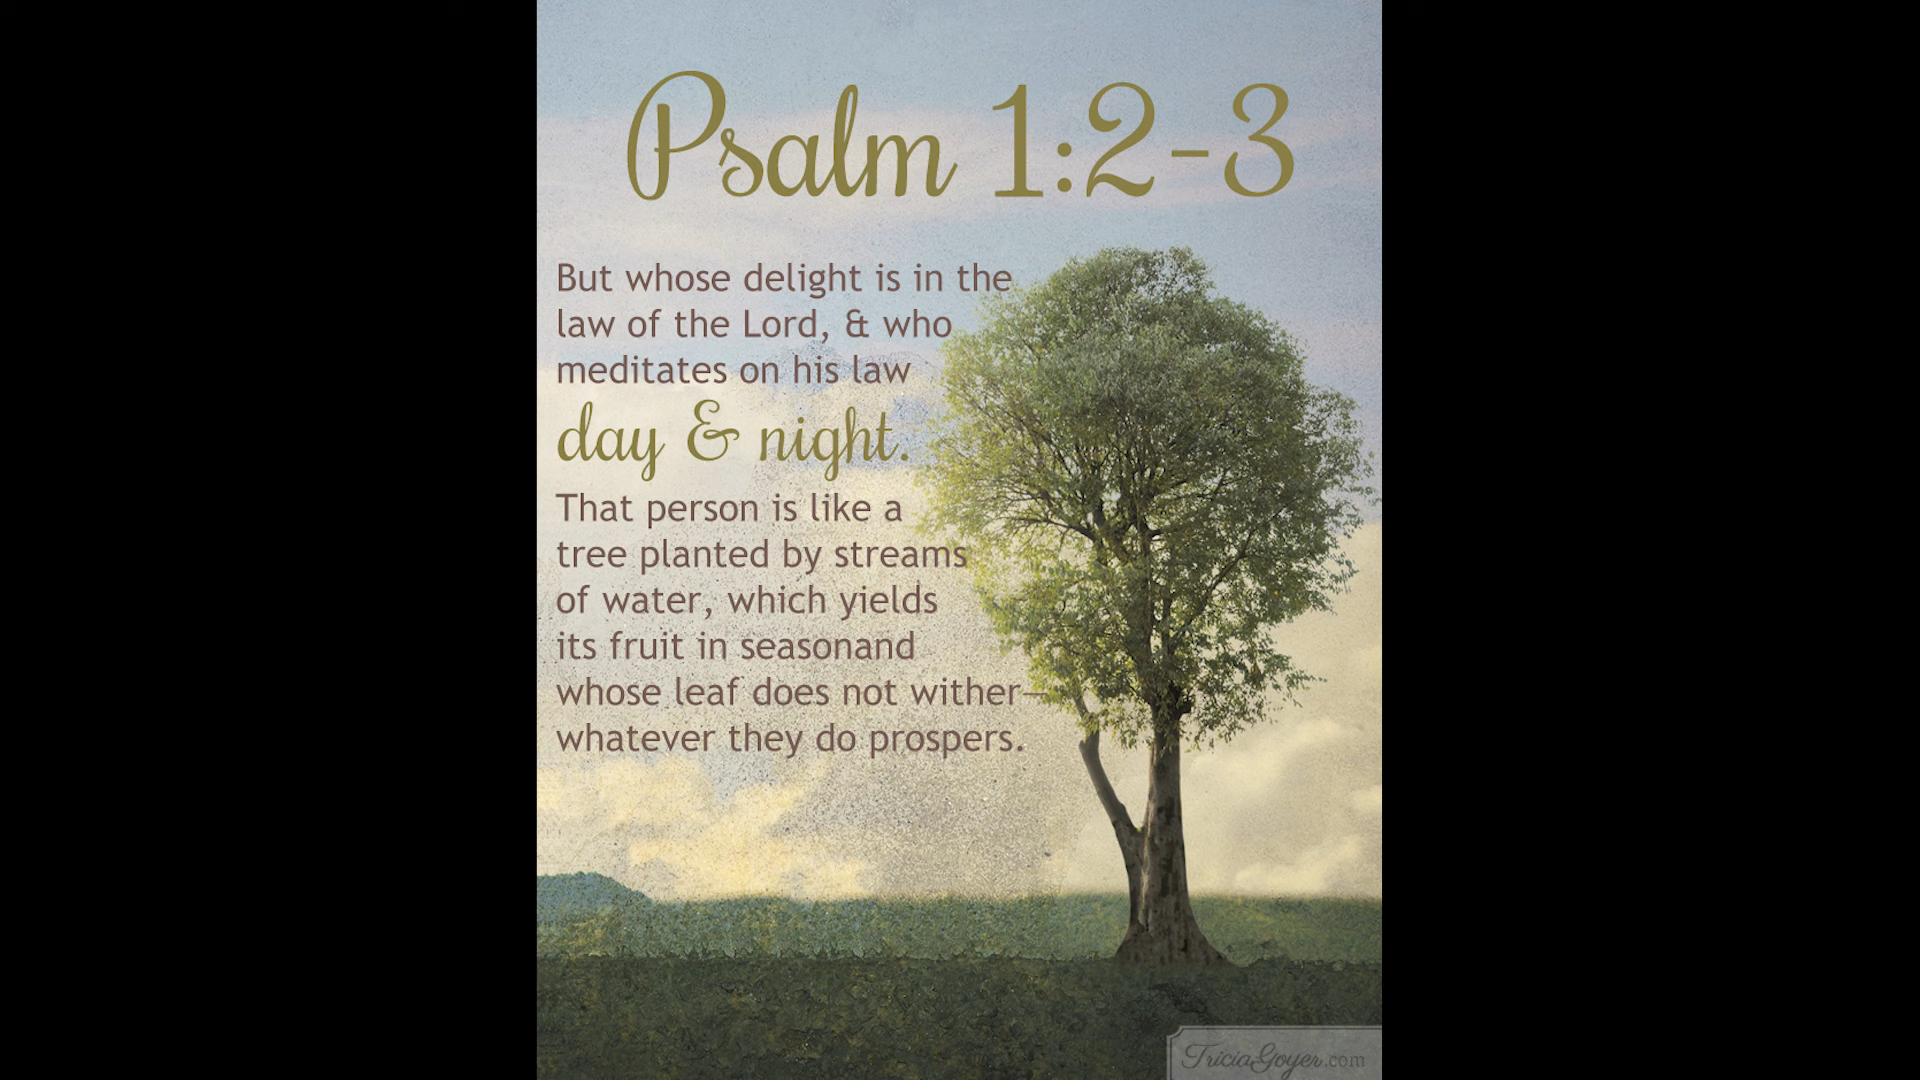 Psalm 1:2-3
But whose delight is in the
law of the Lord, & who
meditates on his law
day & night.
That person is like a
tree planted by streams
of water, which yields
its fruit in seasonand
whose leaf does not wither—
whatever they do prospers.
TriciaGoyer.com